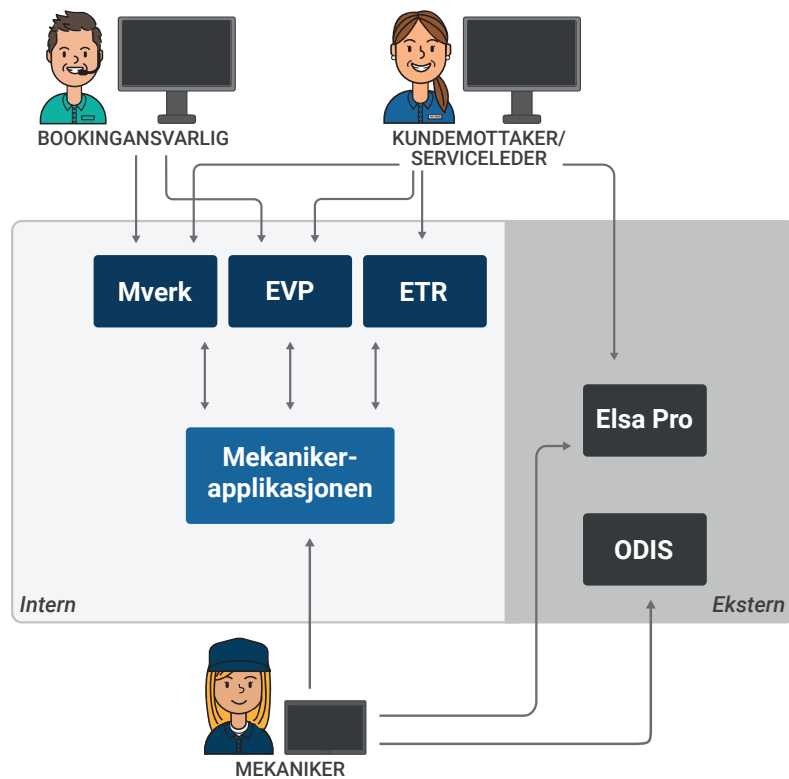 BOOKINGANSVARLIG
KUNDEMOTTAKER/
SERVICELEDER
Mverk
EVP
ETR
Elsa Pro
Mekaniker-
applikasjonen
ODIS
Intern
Ekstern
MEKANIKER